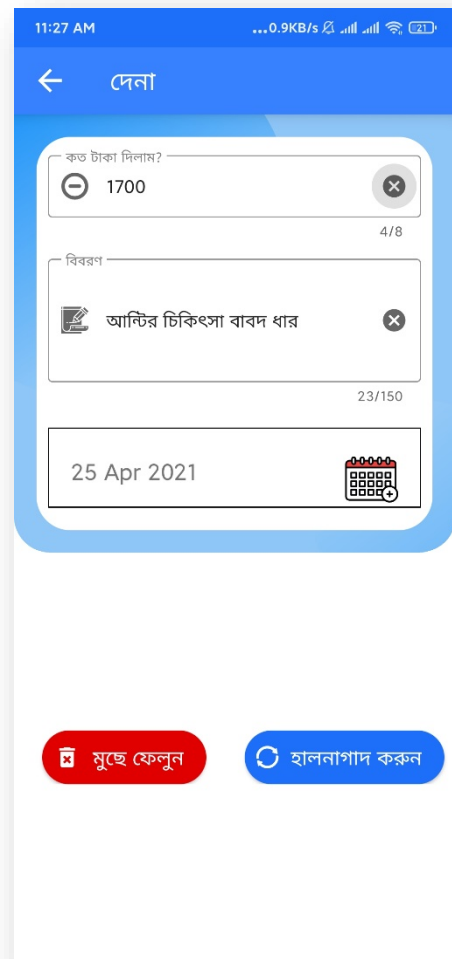 11:27 AM ...0.9KB/s 21
দেনা
কত টাকা দিলাম?
1700
4/8
বিবরণ
আন্টির চিকিৎসা বাবদ ধার
23/150
25 Apr 2021
মুছে ফেলুন
হালনাগাদ করুন